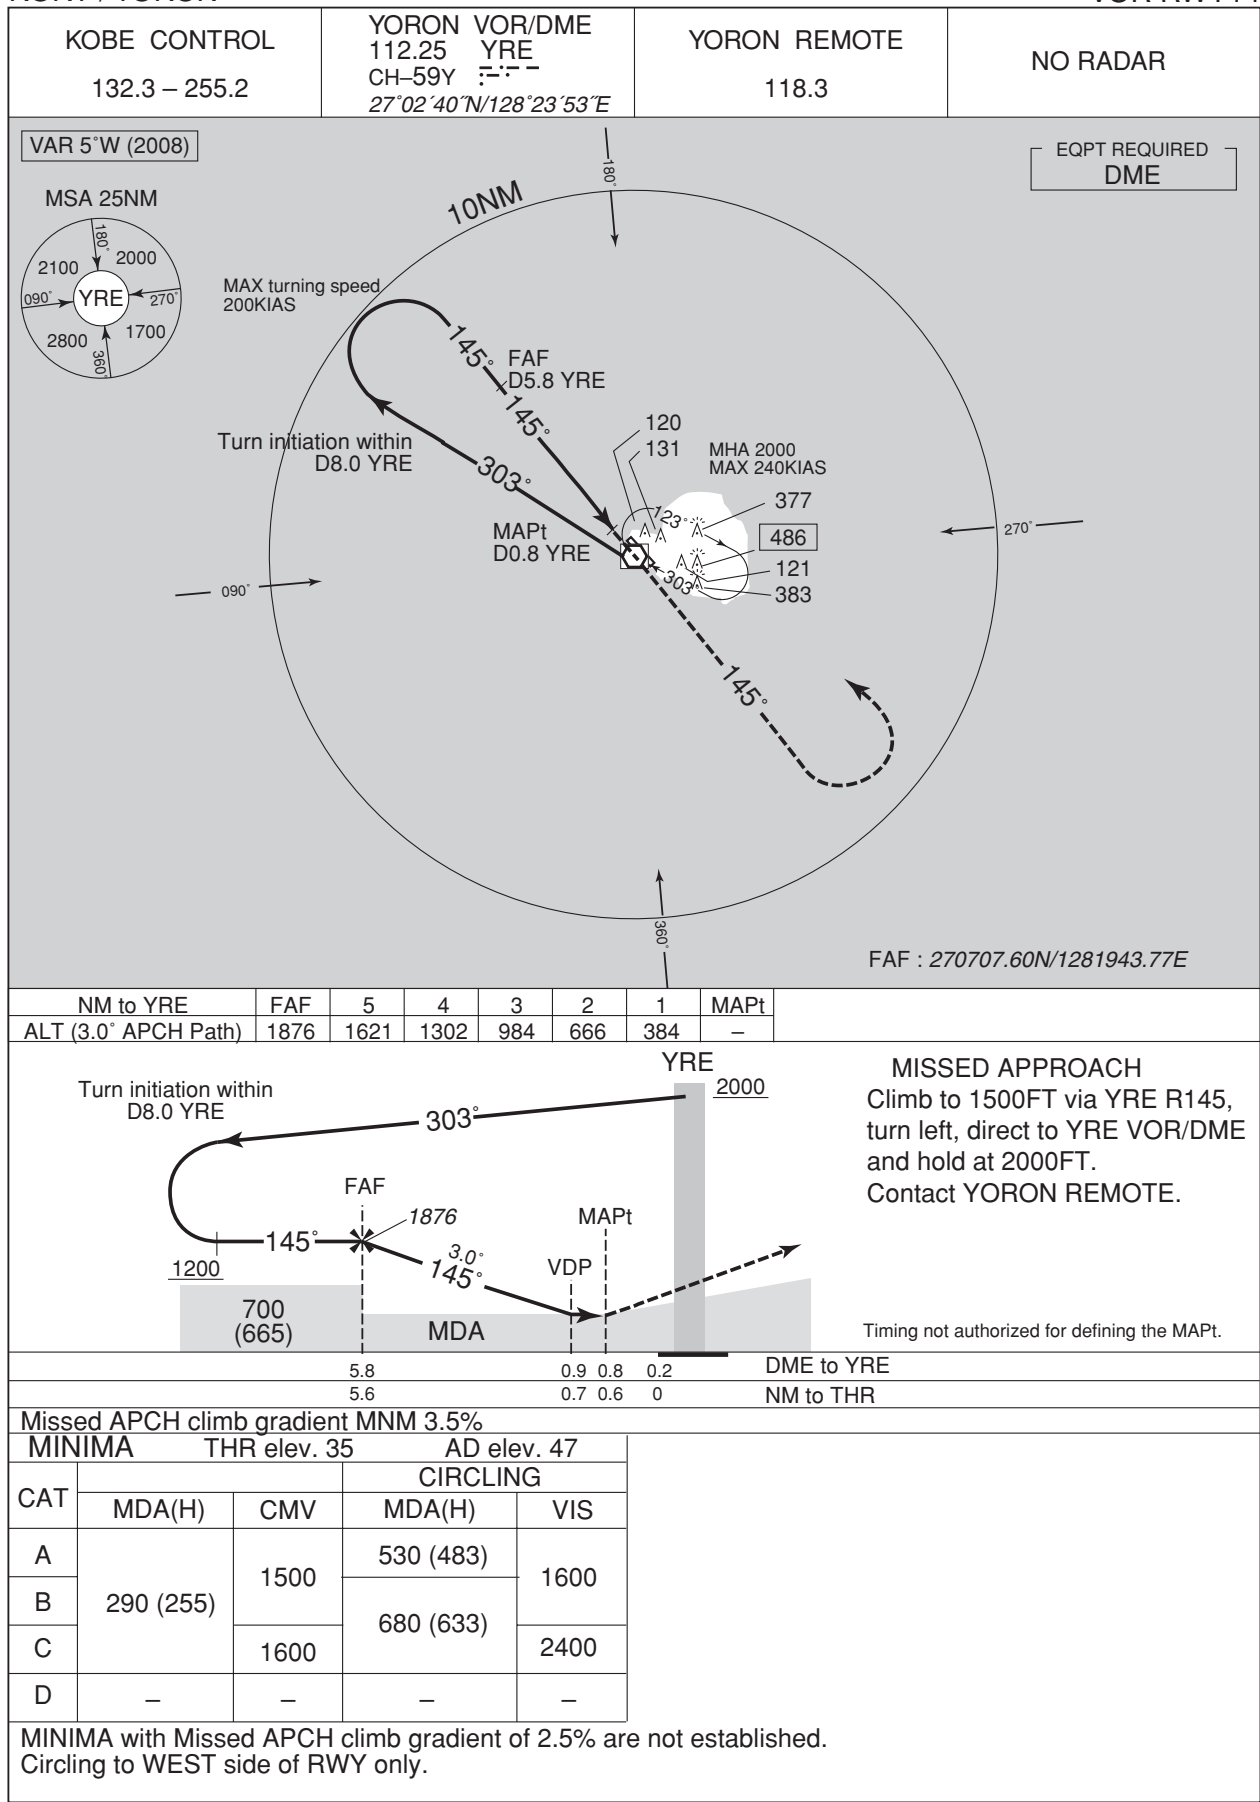 KOBE CONTROL
132.3 – 255.2
YORON VOR/DME
112.25 YRE
CH–59Y
27°02´40˝N/128°23´53˝E
YORON REMOTE
118.3
NO RADAR
VAR 5°W (2008)
EQPT REQUIRED
DME
MSA 25NM
180°
2100
2000
090°
YRE
270°
2800
1700
360°
180°
10NM
MAX turning speed
200KIAS
145°
FAF
D5.8 YRE
145°
Turn initiation within
D8.0 YRE
303°
120
131
MHA 2000
MAX 240KIAS
377
123°
486
MAPt
D0.8 YRE
121
303°
383
270°
090°
145°
360°
FAF : 270707.60N/1281943.77E
NM to YRE FAF 5 4 3 2 1 MAPt
ALT (3.0° APCH Path) 1876 1621 1302 984 666 384 –
YRE
2000
Turn initiation within
D8.0 YRE
303°
FAF
1876
MAPt
145°
3.0°
145°
VDP
1200
700
(665)
MDA
MISSED APPROACH
Climb to 1500FT via YRE R145,
turn left, direct to YRE VOR/DME
and hold at 2000FT.
Contact YORON REMOTE.
Timing not authorized for defining the MAPt.
5.8 0.9 0.8 0.2 DME to YRE
5.6 0.7 0.6 0 NM to THR
Missed APCH climb gradient MNM 3.5%
MINIMA THR elev. 35 AD elev. 47
CAT
CIRCLING
MDA(H) CMV MDA(H) VIS
A
530 (483)
1500
1600
B
290 (255)
680 (633)
C
1600
2400
D – – – –
MINIMA with Missed APCH climb gradient of 2.5% are not established.
Circling to WEST side of RWY only.